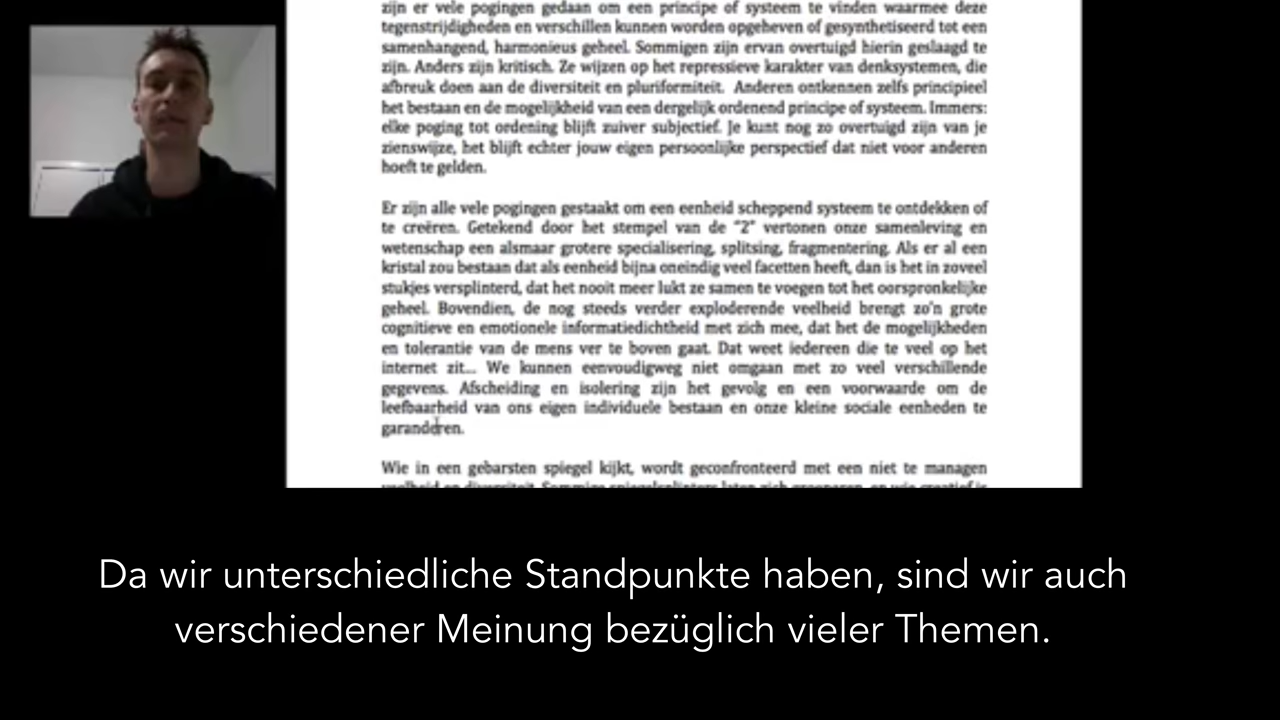 zijn er vele pogingen gedaan om een principe of systeem te vinden waarmee deze
tegenstrijdigheden en verschillen kunnen worden opgeheven of gesynthetiseerd tot een
samenhangend, harmonieus geheel. Sommigen zijn ervan overtuigd hierin geslaagd te
zijn. Anders zijn kritisch. Ze wijzen op het repressieve karakter van denksystemen, die
afbreuk doen aan de diversiteit en pluriformiteit. Anderen ontkennen zelfs principieel
het bestaan en de mogelijkheid van een dergelijk ordenend principe of systeem. Immers:
elke poging tot ordening blijft zuiver subjectief. Je kunt nog zo overtuigd zijn van je
zienswijze, het blijft echter jouw eigen persoonlijke perspectief dat niet voor anderen
hoeft te gelden.
Er zijn alle vele pogingen gestaakt om een eenheid scheppend systeem te ontdekken of
te creëren. Getekend door het stempel van de "2" vertonen onze samenleving en
wetenschap een alsmaar grotere specialisering, splitsing, fragmentering. Als er al een
kristal zou bestaan dat als eenheid bijna oneindig veel facetten heeft, dan is het in zoveel
stukjes versplinterd, dat het nooit meer lukt ze samen te voegen tot het oorspronkelijke
geheel. Bovendien, de nog steeds verder exploderende veelheid brengt zo'n grote
cognitieve en emotionele informatiedichtheid met zich mee, dat het de mogelijkheden
en tolerantie van de mens ver te boven gaat. Dat weet iedereen die te veel op het
internet zit... We kunnen eenvoudigweg niet omgaan met zo veel verschillende
gegevens. Afscheiding en isolering zijn het gevolg en een voorwaarde om de
leefbaarheid van ons eigen individuele bestaan en onze kleine sociale eenheden te
garanderen.
Wie in een gebarsten spiegel kijkt, wordt geconfronteerd met een niet te managen
Da wir unterschiedliche Standpunkte haben, sind wir auch
verschiedener Meinung bezüglich vieler Themen.